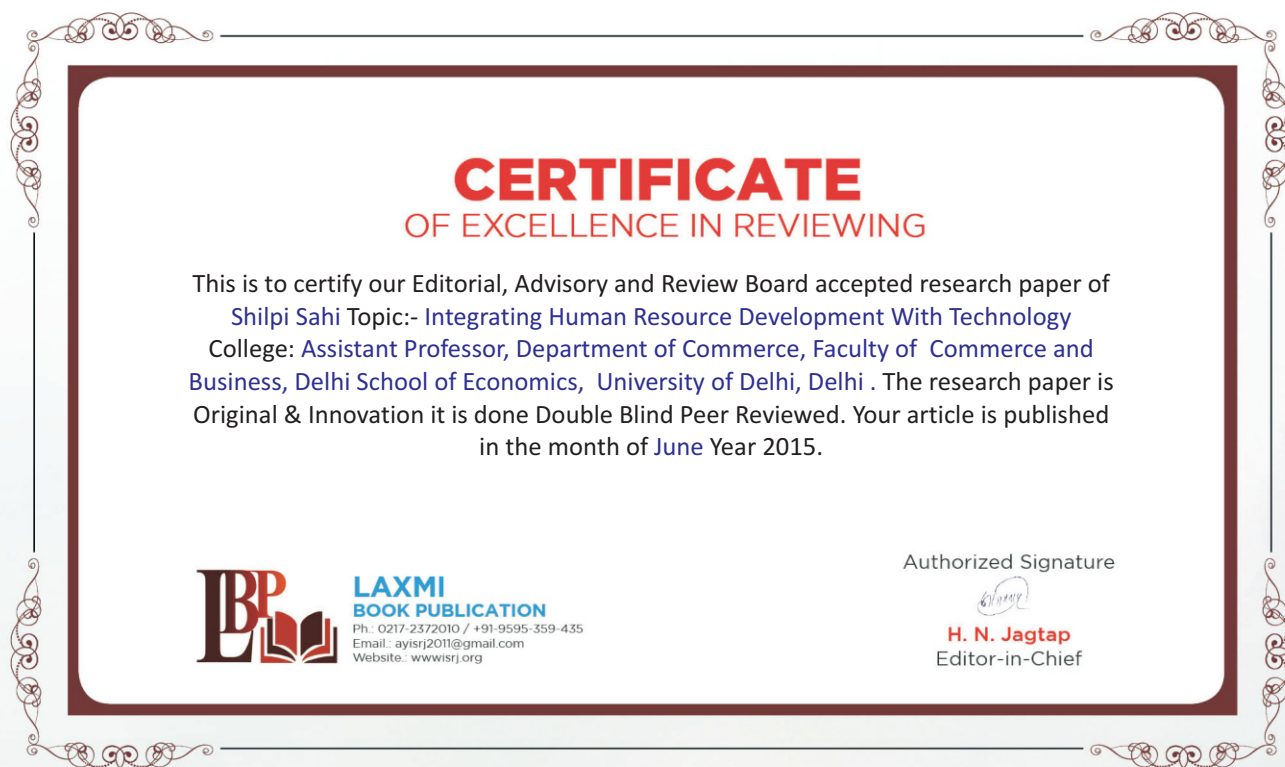 CERTIFICATE
OF EXCELLENCE IN REVIEWING
This is to certify our Editorial, Advisory and Review Board accepted research paper of
Shilpi Sahi Topic:- Integrating Human Resource Development With Technology
College: Assistant Professor, Department of Commerce, Faculty of Commerce and
Business, Delhi School of Economics, University of Delhi, Delhi . The research paper is
Original & Innovation it is done Double Blind Peer Reviewed. Your article is published
in the month of June Year 2015.
LBP
LAXMI
BOOK PUBLICATION
Ph.: 0217-2372010 / +91-9595-359-435
Email.: ayisrj2011@gmail.com
Website.: wwwisrj.org
Authorized Signature
H. N. Jagtap
Editor-in-Chief